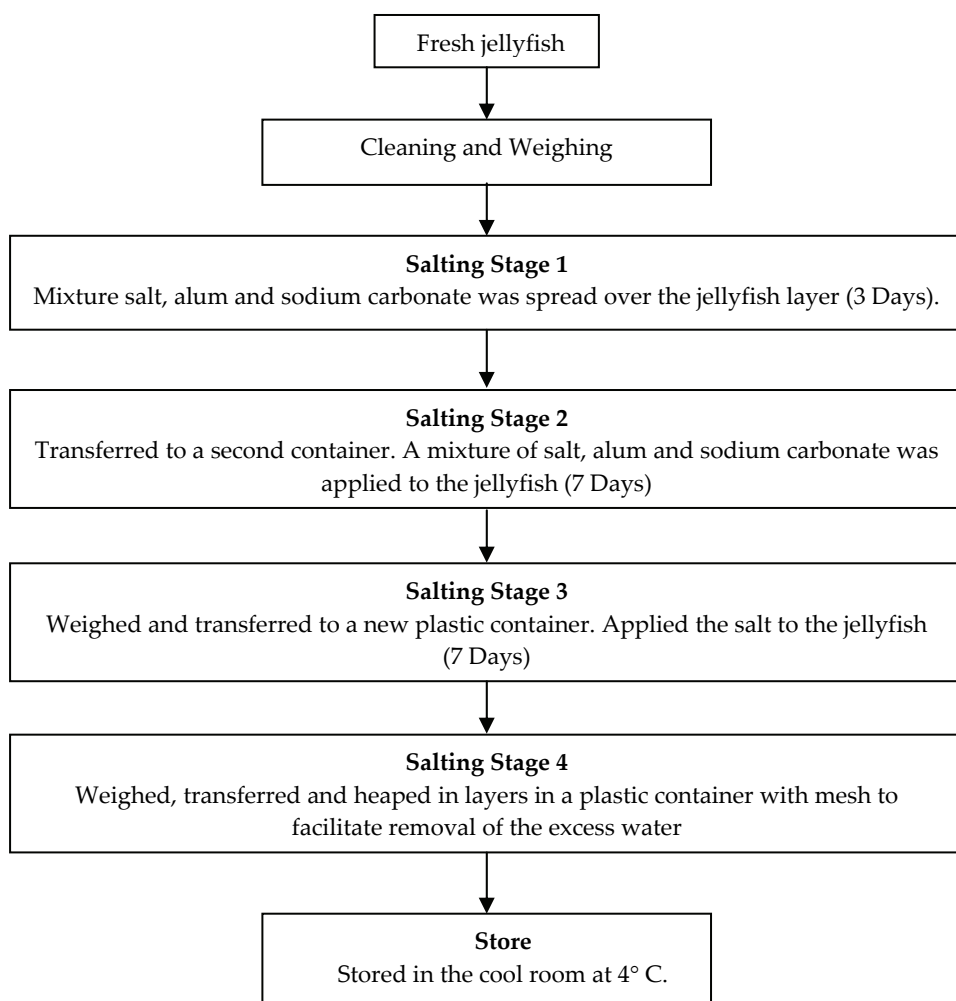 Fresh jellyfish
Cleaning and Weighing
Salting Stage 1
Mixture salt, alum and sodium carbonate was spread over the jellyfish layer (3 Days).
Salting Stage 2
Transferred to a second container. A mixture of salt, alum and sodium carbonate was
applied to the jellyfish (7 Days)
Salting Stage 3
Weighed and transferred to a new plastic container. Applied the salt to the jellyfish
(7 Days)
Salting Stage 4
Weighed, transferred and heaped in layers in a plastic container with mesh to
facilitate removal of the excess water
Store
Stored in the cool room at 4° C.